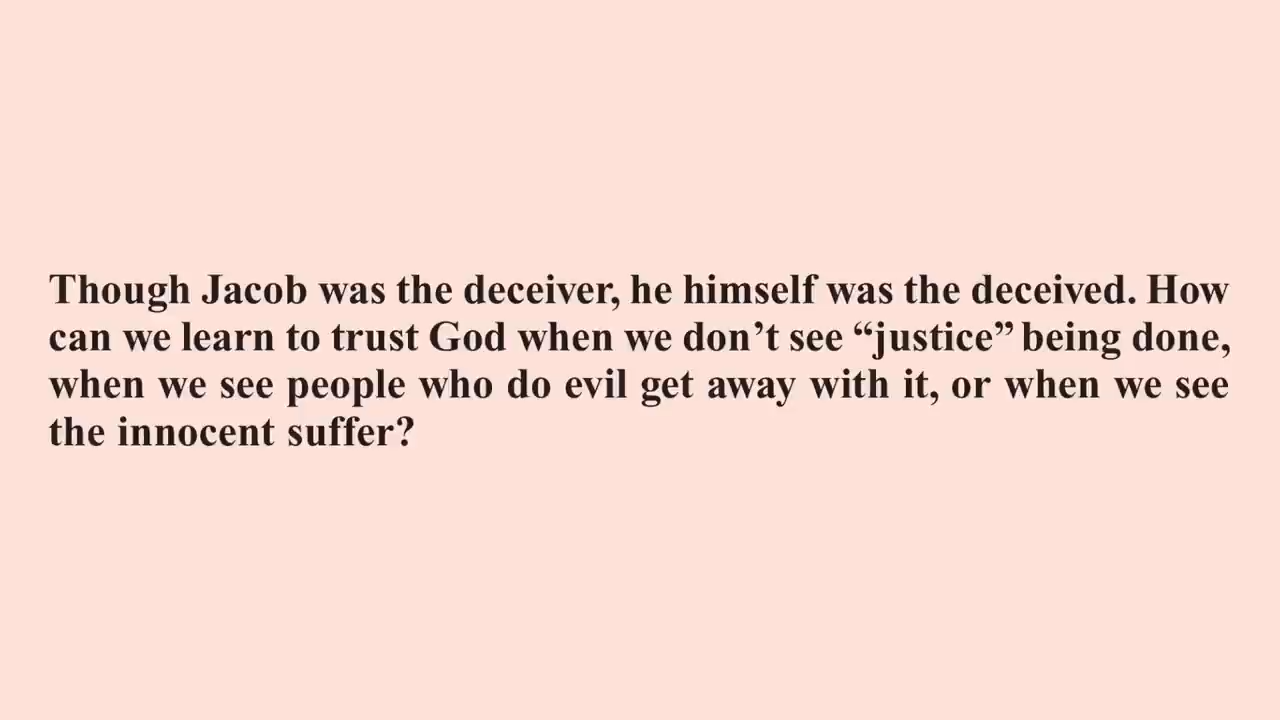 Though Jacob was the deceiver, he himself was the deceived. How
can we learn to trust God when we don’t see “justice” being done,
when we see people who do evil get away with it, or when we see
the innocent suffer?